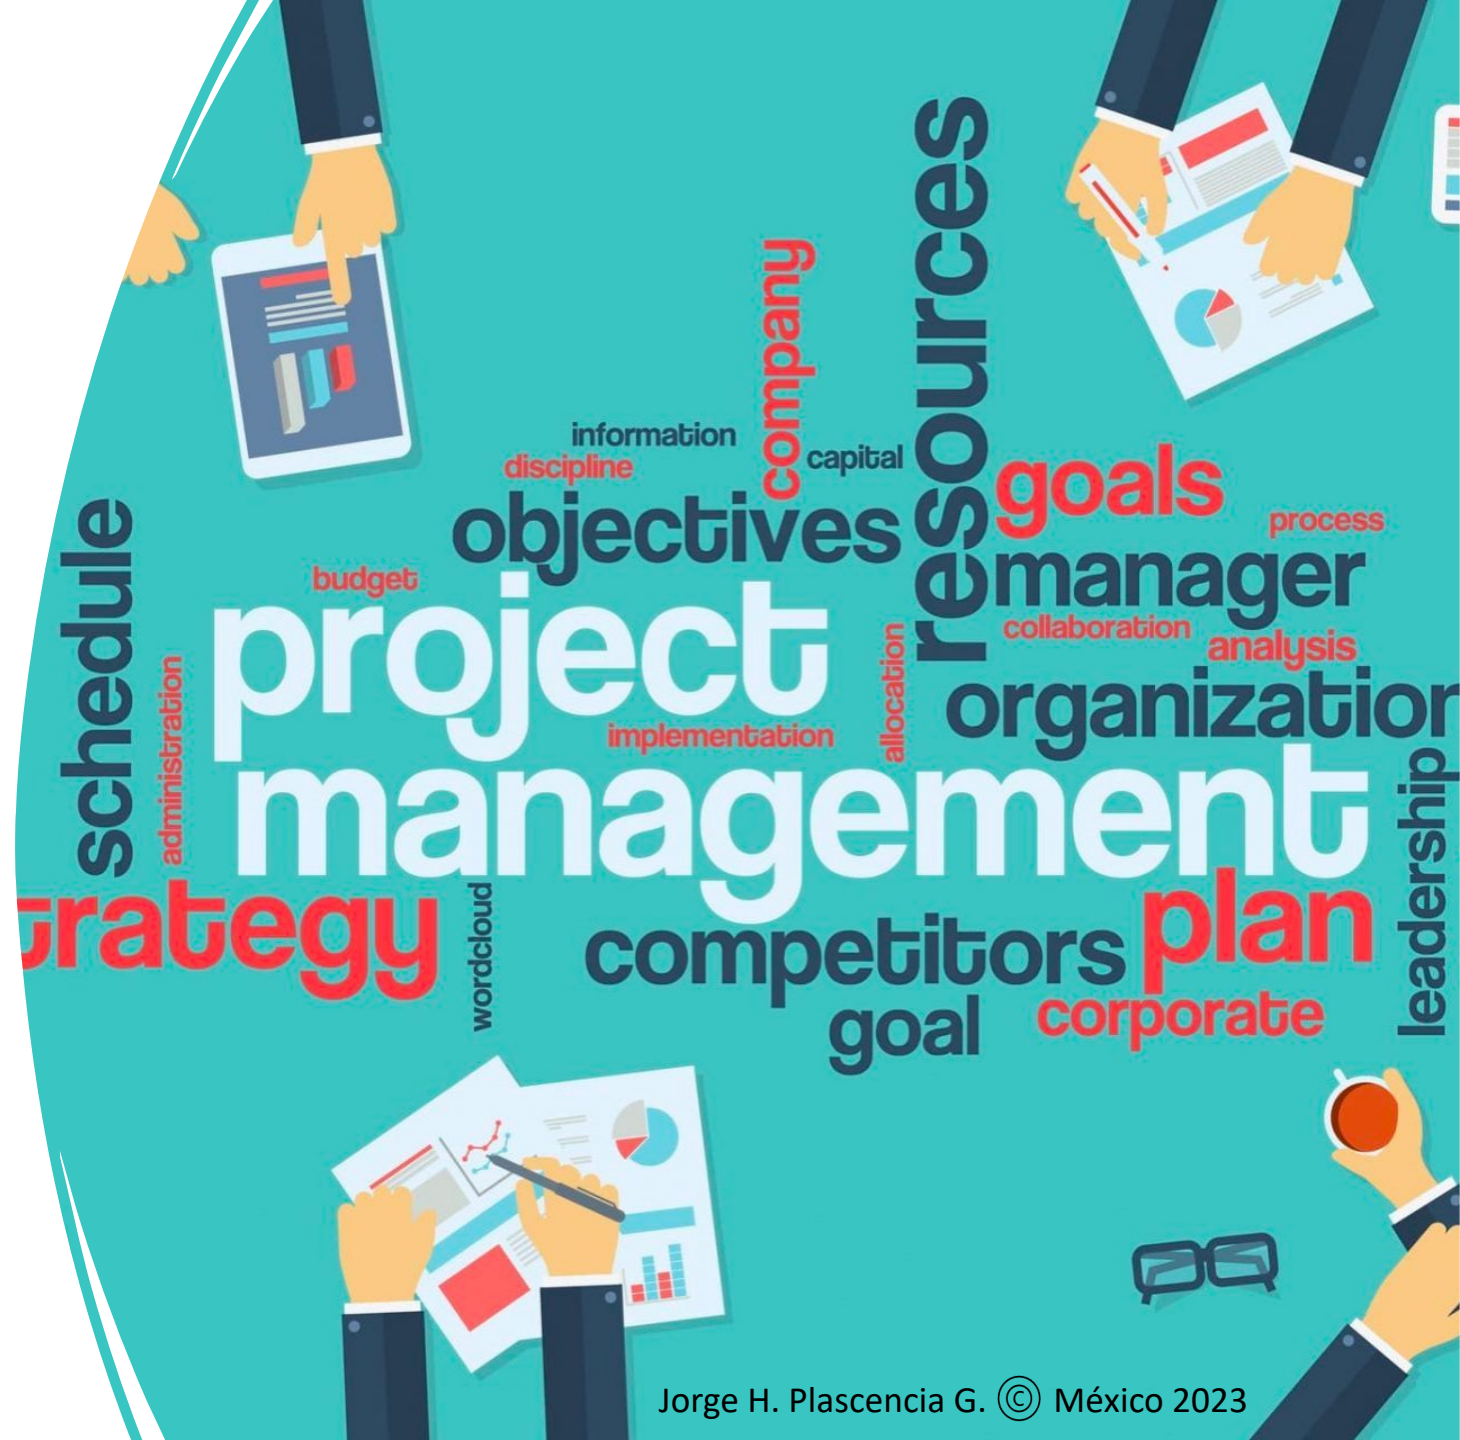 resources
company
information
capital
discipline
goals
objectives
process
schedule
manager
budget
project
collaboration
allocation
analysis
administration
organization
implementation
management
leadership
trategy
wordcloud
plan
competitors
corporate
goal
Jorge H. Plascencia G. © México 2023